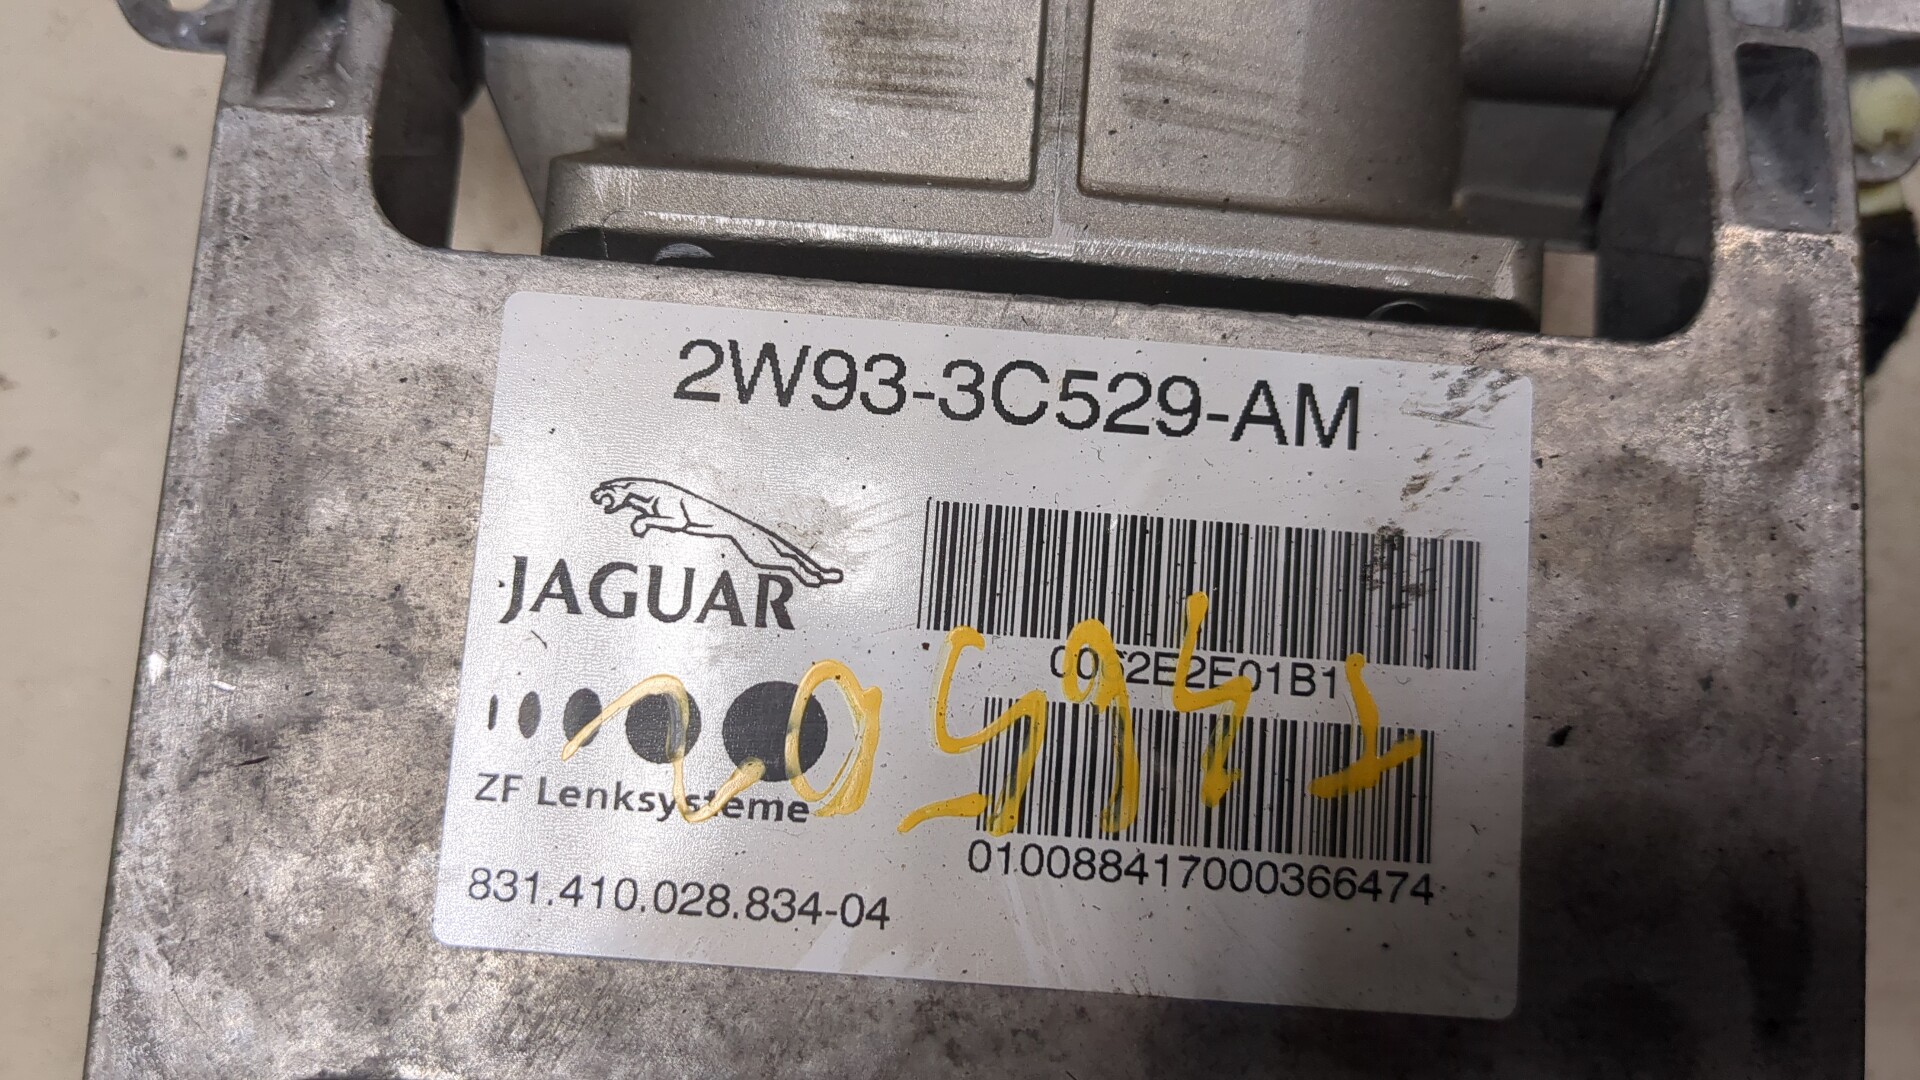 2W93-3C529-AM
JAGUAR
ZF Lenksysteme
831.410.028.834-04
010088417000366474